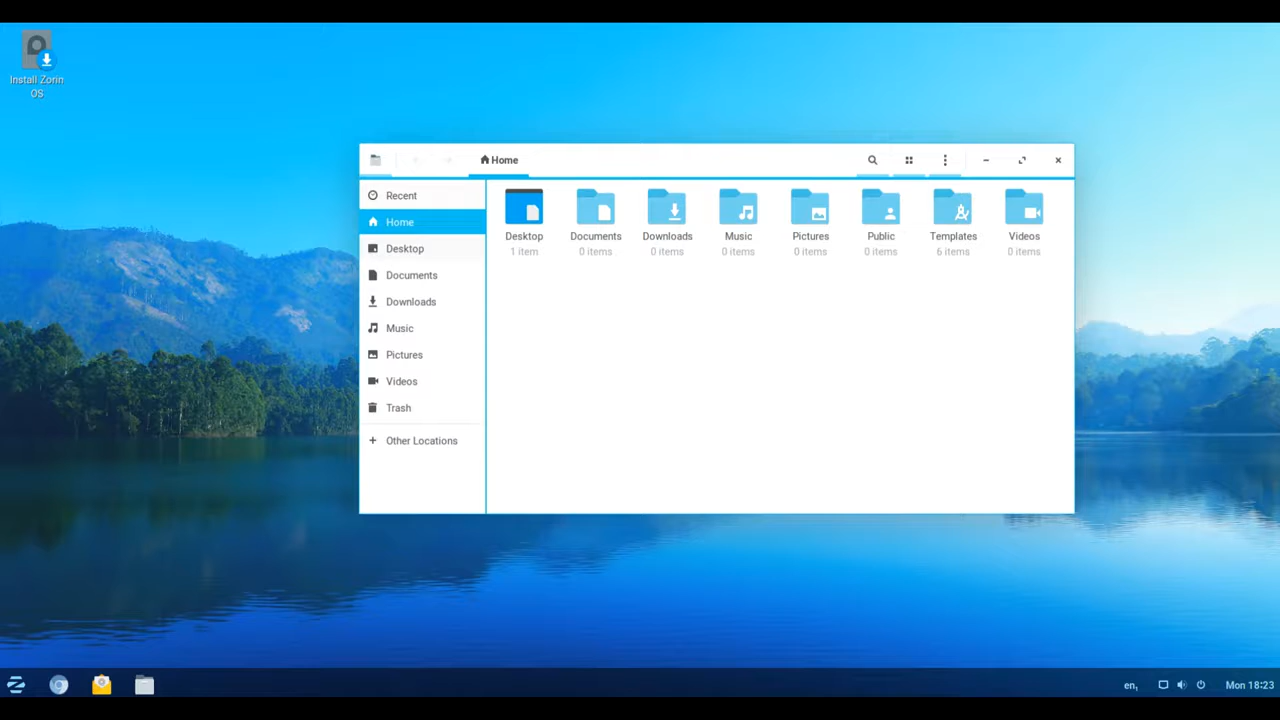 Install Zorin
OS
Home
Recent
Home
Desktop
Documents
Downloads
Music
Pictures
Videos
Trash
Other Locations
Desktop
1 item
Documents
0 items
Downloads
0 items
Music
0 items
Pictures
0 items
Public
0 items
Templates
6 items
Videos
0 items
en₁ Mon 18:23